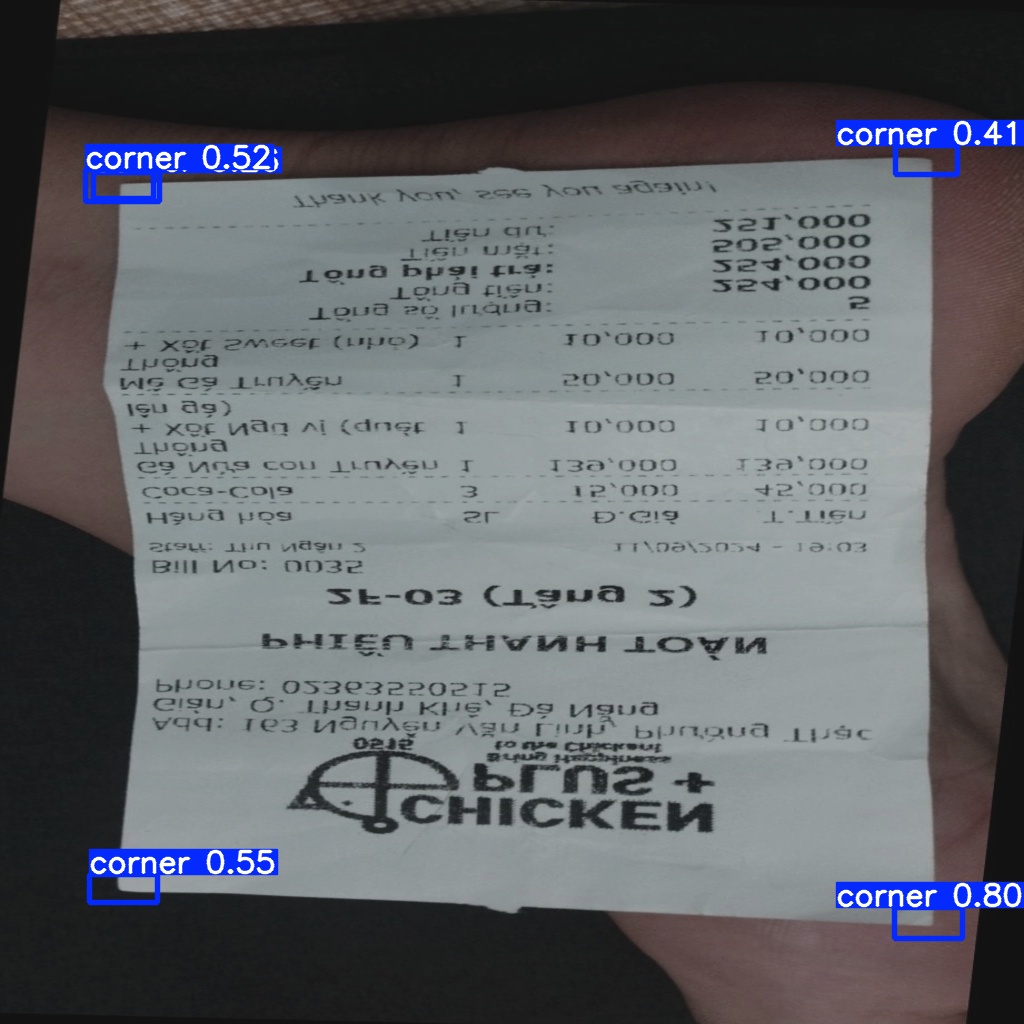 CHICKEN
PLUS +
Bring Happiness
to the Chicken!
0515
Add: 163 Nguyễn Văn Linh, Phường Thạc
Gián, Q. Thanh Khê, Đà Nẵng
Phone: 02363550515
PHIẾU THANH TOÁN
2F-03 (Tầng 2)
Bill No: 0035
Staff: Thu Ngân 2 11/09/2024 - 19:03
Hàng hóa SL Đ.Giá T.Tiền
Coca-Cola 3 15,000 45,000
Gà Nửa con Truyền 1 139,000 139,000
Thống
+ Xốt Ngũ vị (quét 1 10,000 10,000
lên gà)
Mề Gà Truyền 1 50,000 50,000
Thống
+ Xốt Sweet (nhỏ) 1 10,000 10,000
Tổng số lượng: 5
Tổng tiền: 254,000
Tổng phải trả: 254,000
Tiền mặt: 505,000
Tiền dư: 251,000
Thank you, see you again!
corner 0.52
corner 0.41
corner 0.55
corner 0.80